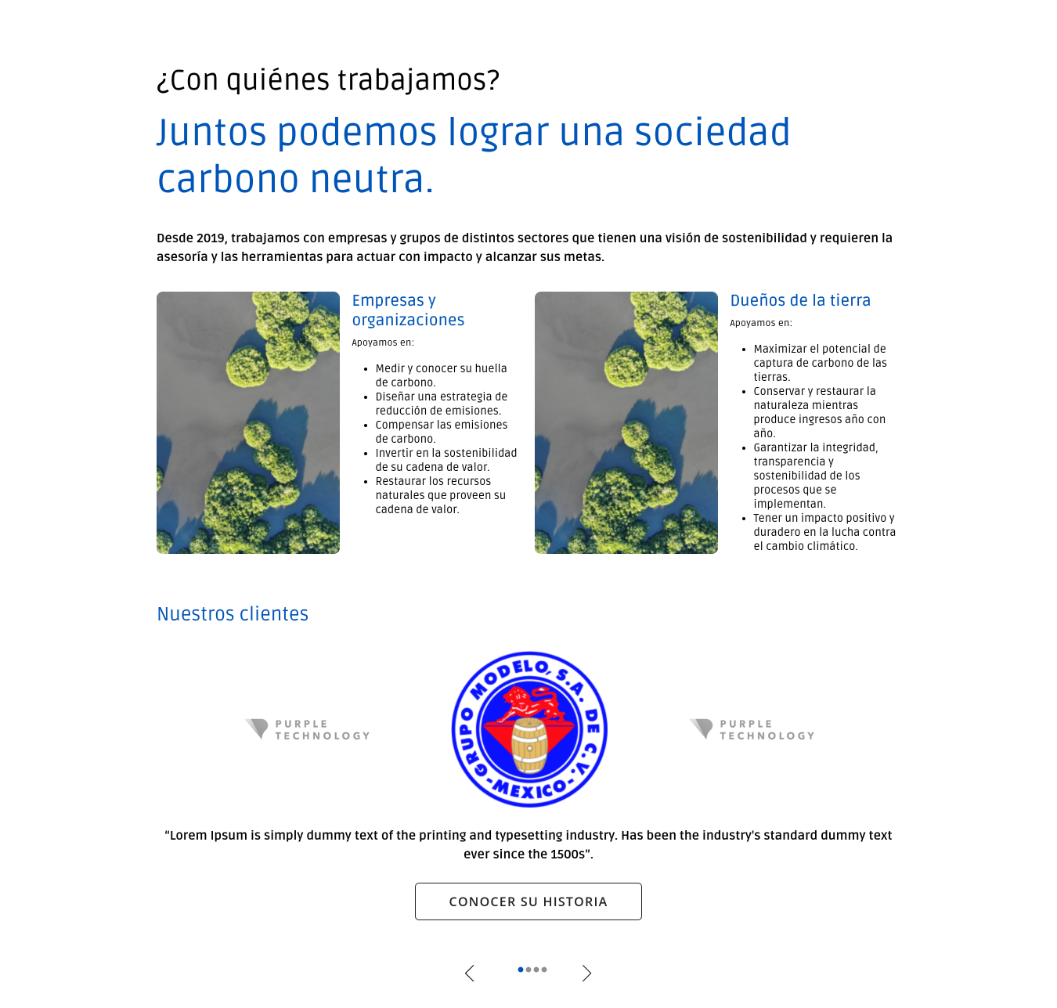 ¿Con quiénes trabajamos?
Juntos podemos lograr una sociedad
carbono neutra.
Desde 2019, trabajamos con empresas y grupos de distintos sectores que tienen una visión de sostenibilidad y requieren la
asesoría y las herramientas para actuar con impacto y alcanzar sus metas.
Empresas y
organizaciones
Apoyamos en:
• Medir y conocer su huella
de carbono.
• Diseñar una estrategia de
reducción de emisiones.
• Compensar las emisiones
de carbono.
• Invertir en la sostenibilidad
de su cadena de valor.
• Restaurar los recursos
naturales que proveen su
cadena de valor.
Dueños de la tierra
Apoyamos en:
• Maximizar el potencial de
captura de carbono de las
tierras.
• Conservar y restaurar la
naturaleza mientras
produce ingresos año con
año.
• Garantizar la integridad,
transparencia y
sostenibilidad de los
procesos que se
implementan.
• Tener un impacto positivo y
duradero en la lucha contra
el cambio climático.
Nuestros clientes
PURPLE
TECHNOLOGY
GRUPO MODELO, S.A. DE C.V.
-MEXICO-
PURPLE
TECHNOLOGY
“Lorem Ipsum is simply dummy text of the printing and typesetting industry. Has been the industry's standard dummy text
ever since the 1500s”.
CONOCER SU HISTORIA